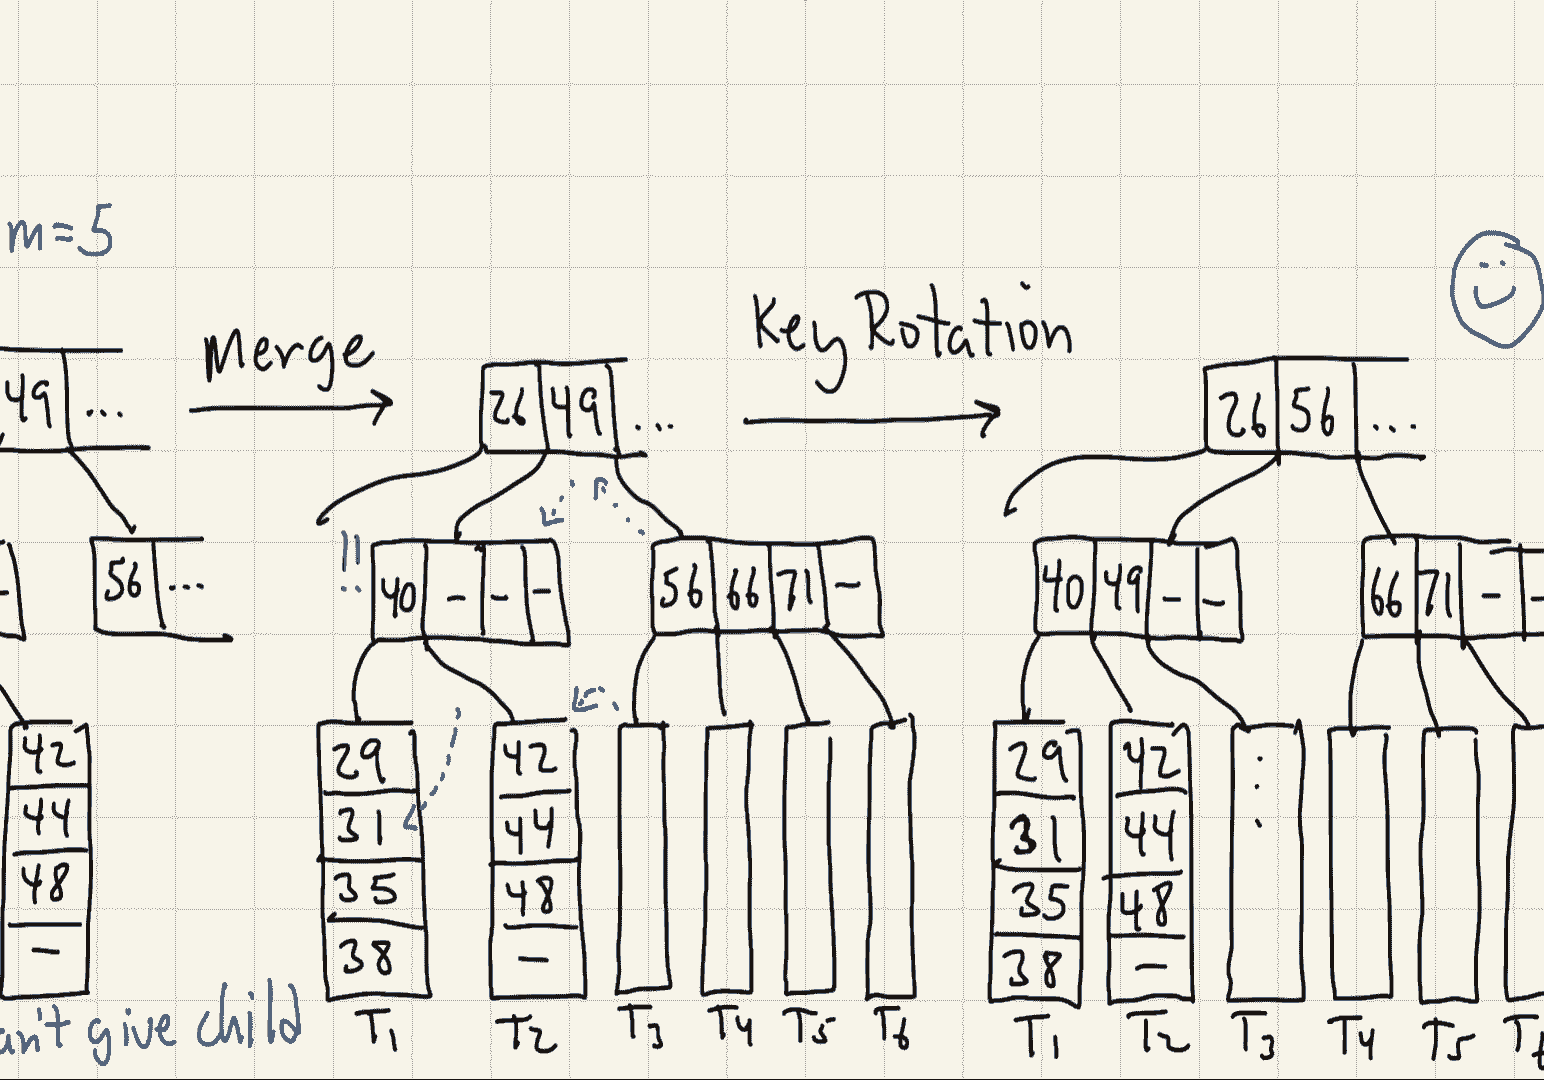 m=5
Merge
Key Rotation
49 ...
26 49 ...
26 56 ...
-
56 ...
!!
40 - - -
56 66 71 -
40 49 - -
66 71 - -
42
44
48
-
29
31
35
38
42
44
48
-
29
31
35
38
42
44
48
-
⋮
an't give child
T1 T2 T3 T4 T5 T6
T1 T2 T3 T4 T5 T6